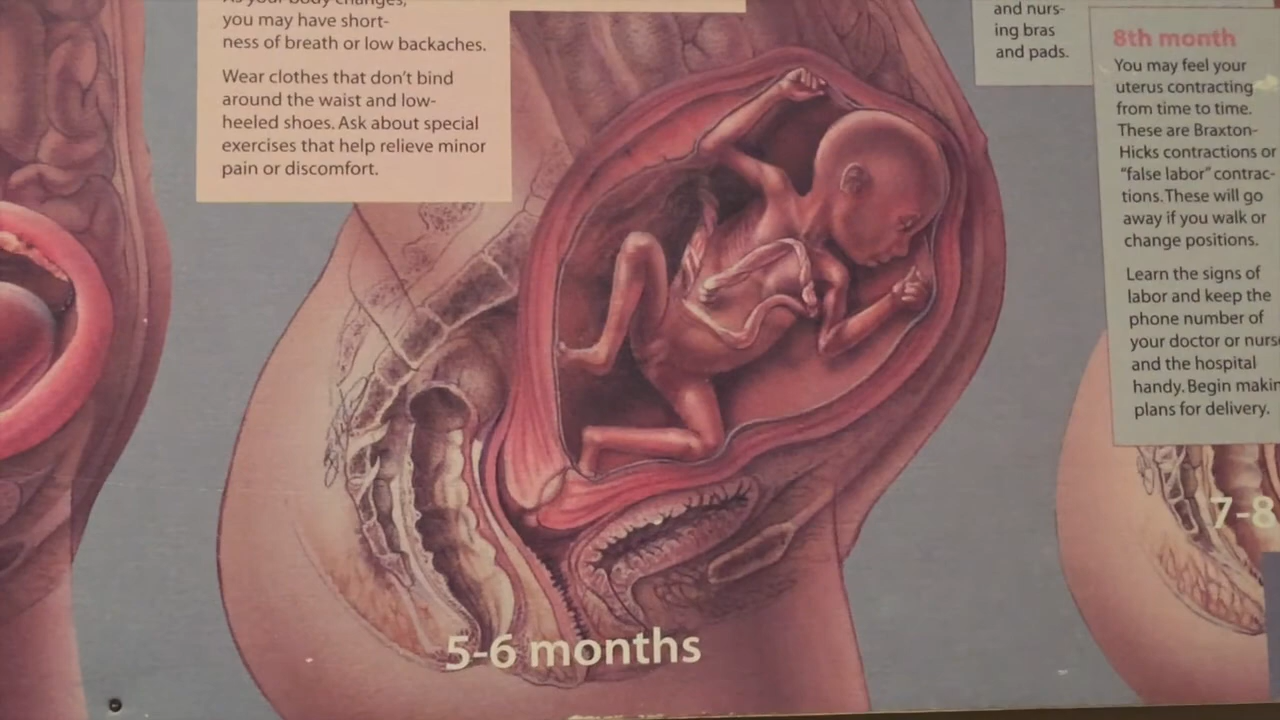 As your body changes,
you may have short-
ness of breath or low backaches.
Wear clothes that don't bind
around the waist and low-
heeled shoes. Ask about special
exercises that help relieve minor
pain or discomfort.
and nurs-
ing bras
and pads.
8th month
You may feel your
uterus contracting
from time to time.
These are Braxton-
Hicks contractions or
"false labor" contrac-
tions. These will go
away if you walk or
change positions.
Learn the signs of
labor and keep the
phone number of
your doctor or nurs
and the hospital
handy. Begin makin
plans for delivery.
5-6 months
7-8